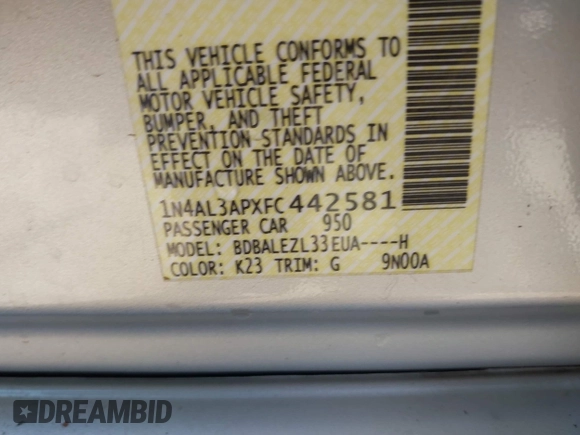 THIS VEHICLE CONFORMS TO
ALL APPLICABLE FEDERAL
MOTOR VEHICLE SAFETY,
BUMPER, AND THEFT
PREVENTION STANDARDS IN
EFFECT ON THE DATE OF
MANUFACTURE SHOWN ABOVE.
1N4AL3APXFC442581
PASSENGER CAR 950
MODEL: BDBALEZL33EUA----H
COLOR: K23 TRIM: G 9N00A
DREAMBID